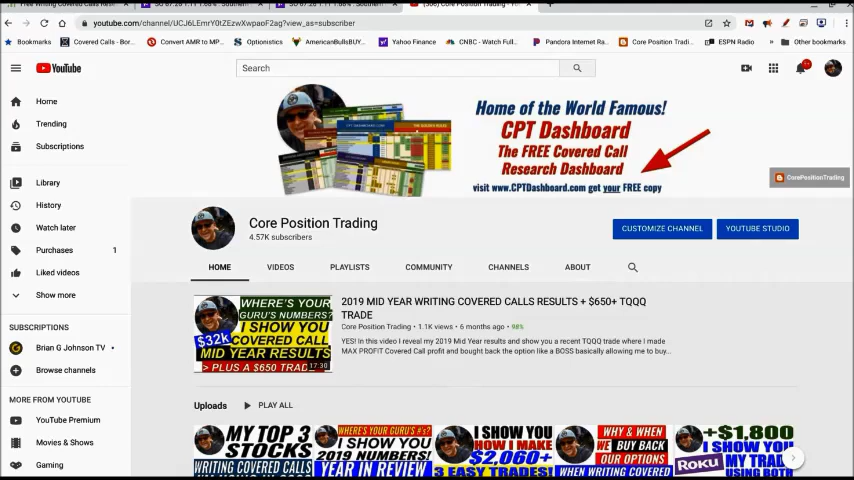 youtube.com/channel/UCJ6LEmrY0tZEzwXwpaoF2ag?view_as=subscriber
Bookmarks Covered Calls - Bor... Convert AMR to MP... Optionistics AmericanBullsBUY... Yahoo Finance CNBC - Watch Full... Pandora Internet Ra... Core Position Tradi... ESPN Radio Other bookmarks
YouTube
Search
Home
Trending
Subscriptions
Library
History
Watch later
Purchases 1
Liked videos
Show more
SUBSCRIPTIONS
Brian G Johnson TV
Browse channels
MORE FROM YOUTUBE
YouTube Premium
Movies & Shows
Gaming
Home of the World Famous!
CPT Dashboard
The FREE Covered Call
Research Dashboard
visit www.CPTDashboard.com get your FREE copy
CorePositionTrading
Core Position Trading
4.57K subscribers
CUSTOMIZE CHANNEL YOUTUBE STUDIO
HOME VIDEOS PLAYLISTS COMMUNITY CHANNELS ABOUT
WHERE'S YOUR
GURU'S NUMBERS?
I SHOW YOU
$32k COVERED CALL
MID YEAR RESULTS
> PLUS A $650 TRAD
17:30
2019 MID YEAR WRITING COVERED CALLS RESULTS + $650+ TQQQ
TRADE
Core Position Trading • 1.1K views • 6 months ago • 98%
YES! In this video I reveal my 2019 Mid Year results and show you a recent TQQQ trade where I made
MAX PROFIT Covered Call profit and bought back the option like a BOSS basically allowing me to buy...
Uploads PLAY ALL
MY TOP 3
STOCKS
WRITING COVERED CALLS
WHERE'S YOUR GURU'S #'s?
I SHOW YOU
2019 NUMBERS!
YEAR IN REVIEW
I SHOW YOU
HOW I MAKE
$2,060+
3 EASY TRADES!
WHY & WHEN
WE BUY BACK
OUR OPTIONS
WHEN WRITING COVERED
+$1,800
I SHOW YOU
Roku MY TRAD
USING BOTH